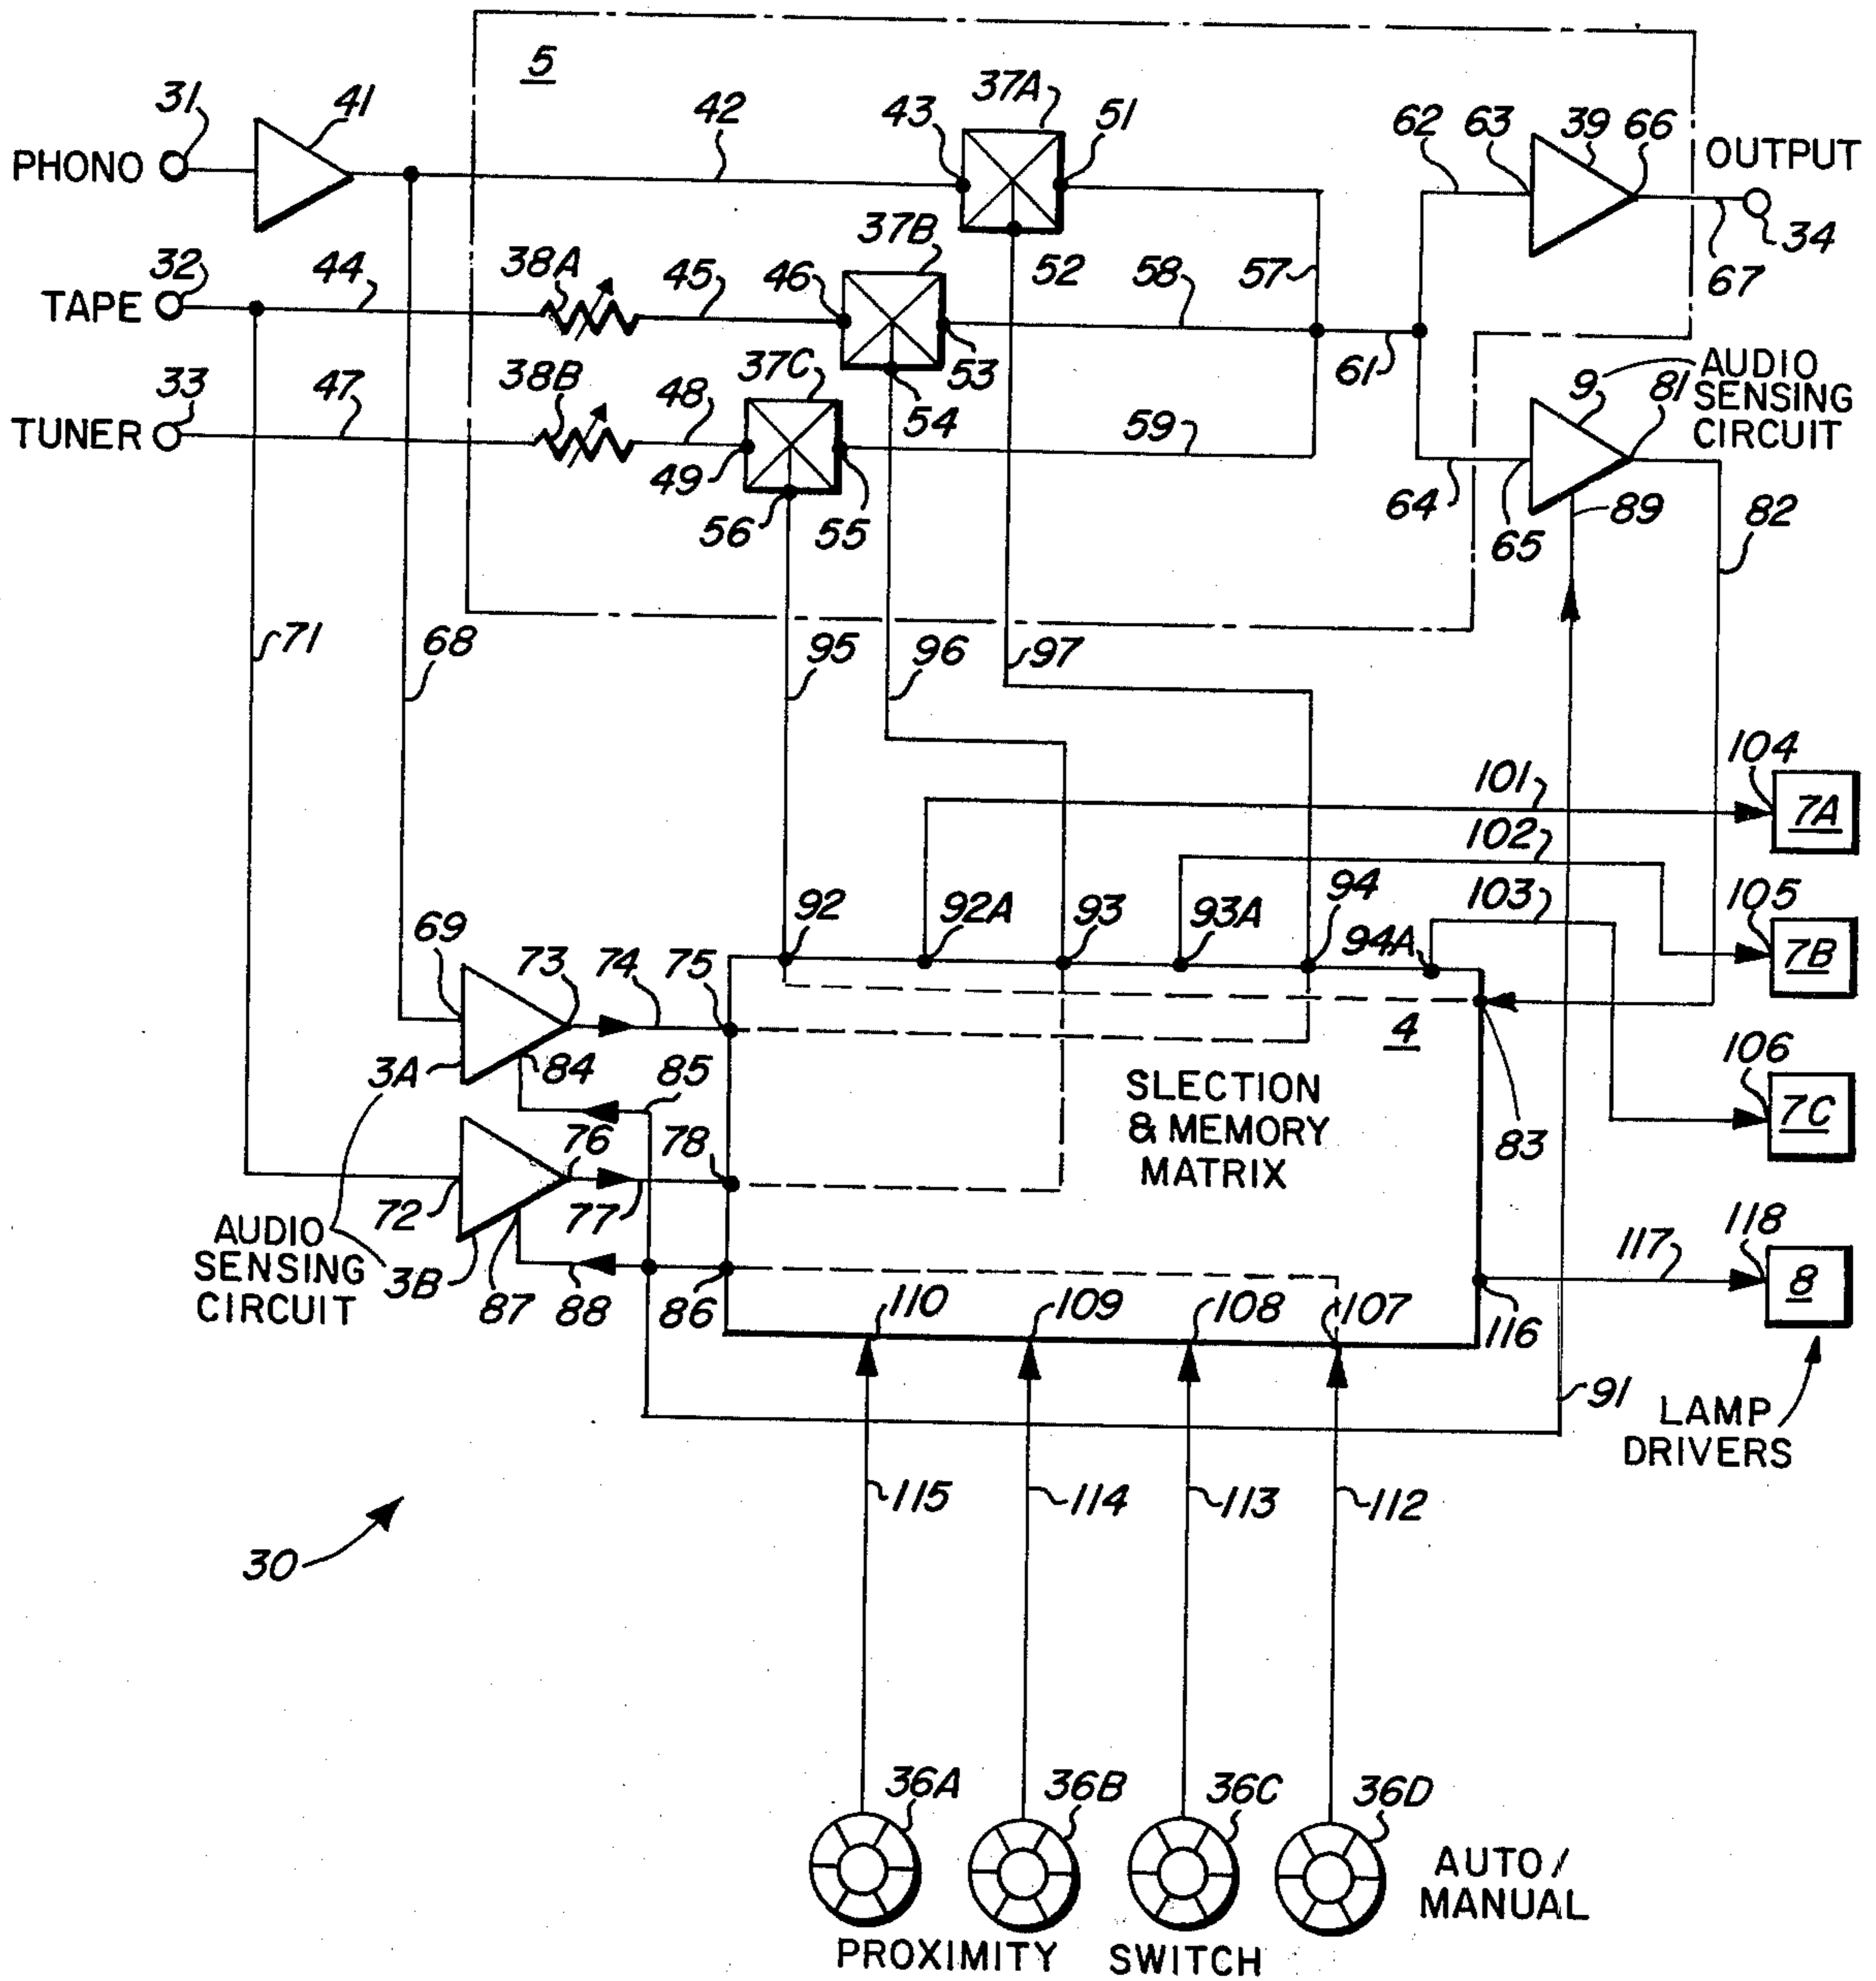 5
37A
31
41
42
43
51
62
63
39
66
PHONO
OUTPUT
37B
32
44
38A
45
46
52
58
57
34
67
TAPE
53
61
AUDIO
SENSING
CIRCUIT
9
81
33
47
38B
37C
48
54
59
TUNER
49
56
55
64
65
89
82
71
68
95
96
97
104
101
7A
102
92
92A
93
93A
94
103
105
94A
7B
69
73
74
75
4
106
3A
84
85
SLECTION
& MEMORY
MATRIX
83
7C
76
78
72
77
AUDIO
SENSING
CIRCUIT
3B
87
88
86
110
109
108
107
116
117
118
8
91
LAMP
DRIVERS
115
114
113
112
30
36A
36B
36C
36D
AUTO/
MANUAL
PROXIMITY SWITCH